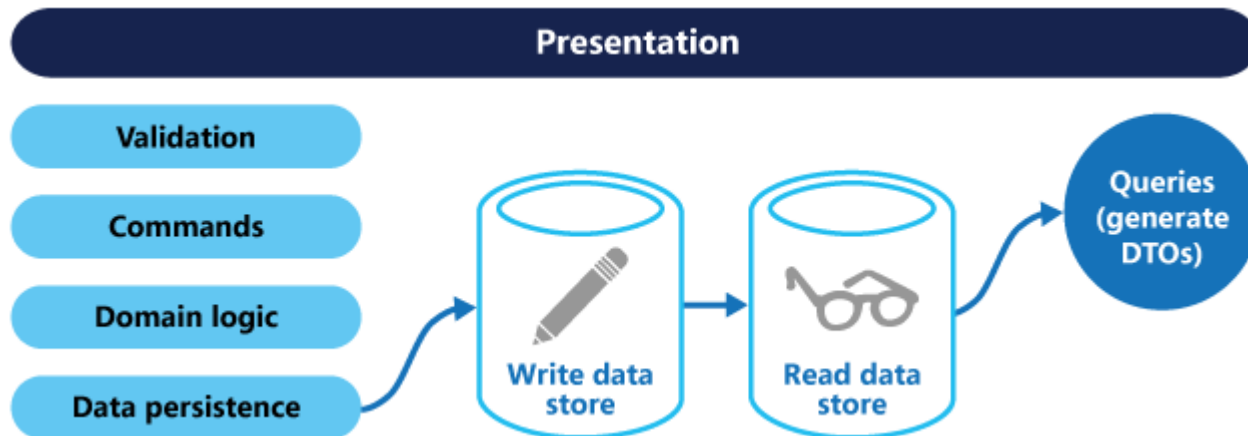 Presentation
Validation
Commands
Domain logic
Data persistence
Write data
store
Read data
store
Queries
(generate
DTOs)